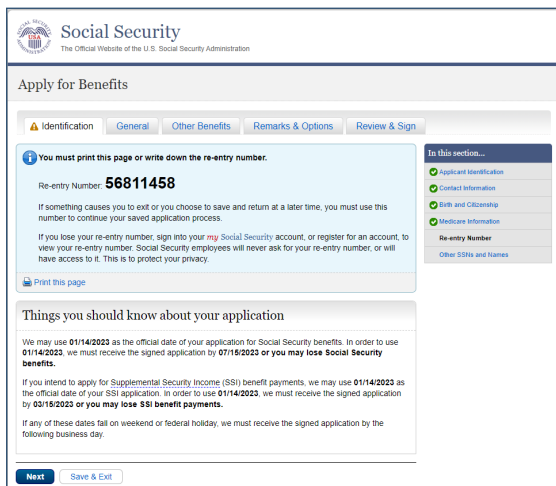 SOCIAL SECURITY ADMINISTRATION
USA
Social Security
The Official Website of the U.S. Social Security Administration
Apply for Benefits
Identification General Other Benefits Remarks & Options Review & Sign
You must print this page or write down the re-entry number.
Re-entry Number: 56811458
If something causes you to exit or you choose to save and return at a later time, you must use this
number to continue your saved application process.
If you lose your re-entry number, sign into your my Social Security account, or register for an account, to
view your re-entry number. Social Security employees will never ask for your re-entry number, or will
have access to it. This is to protect your privacy.
Print this page
In this section...
Applicant Identification
Contact Information
Birth and Citizenship
Medicare Information
Re-entry Number
Other SSNs and Names
Things you should know about your application
We may use 01/14/2023 as the official date of your application for Social Security benefits. In order to use
01/14/2023, we must receive the signed application by 07/15/2023 or you may lose Social Security
benefits.
If you intend to apply for Supplemental Security Income (SSI) benefit payments, we may use 01/14/2023 as
the official date of your SSI application. In order to use 01/14/2023, we must receive the signed application
by 03/15/2023 or you may lose SSI benefit payments.
If any of these dates fall on weekend or federal holiday, we must receive the signed application by the
following business day.
Next Save & Exit